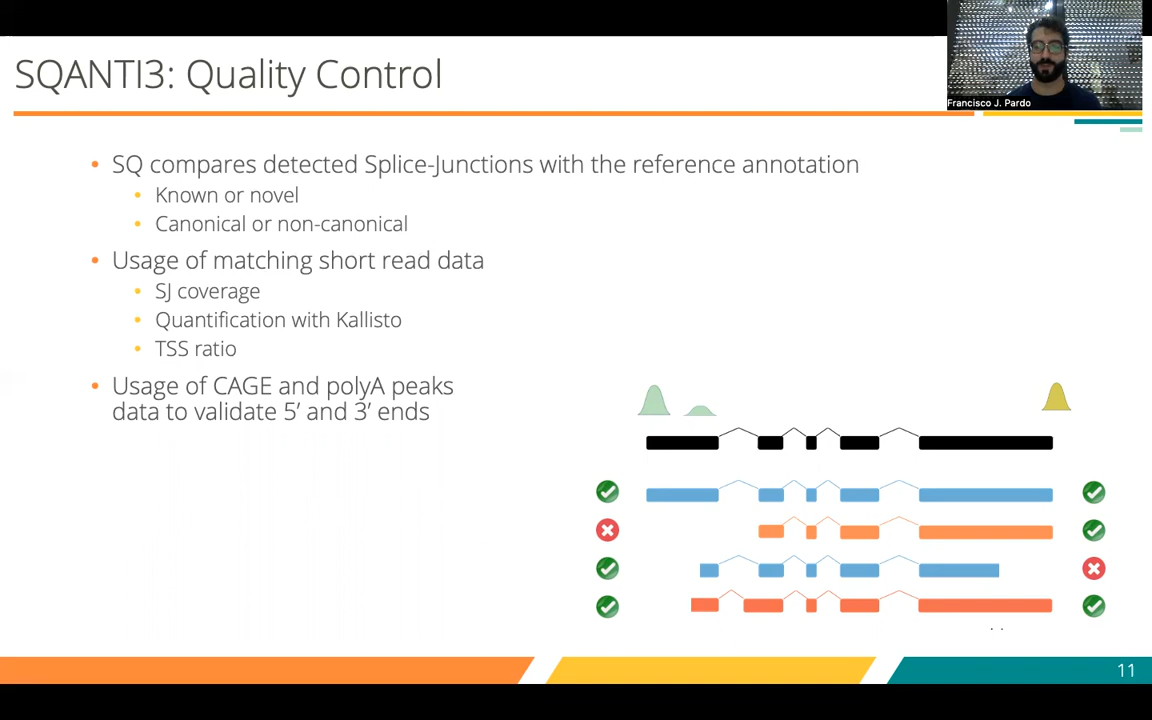 SQANTI3: Quality Control
Francisco J. Pardo
• SQ compares detected Splice-Junctions with the reference annotation
• Known or novel
• Canonical or non-canonical
• Usage of matching short read data
• SJ coverage
• Quantification with Kallisto
• TSS ratio
• Usage of CAGE and polyA peaks
data to validate 5’ and 3’ ends
11